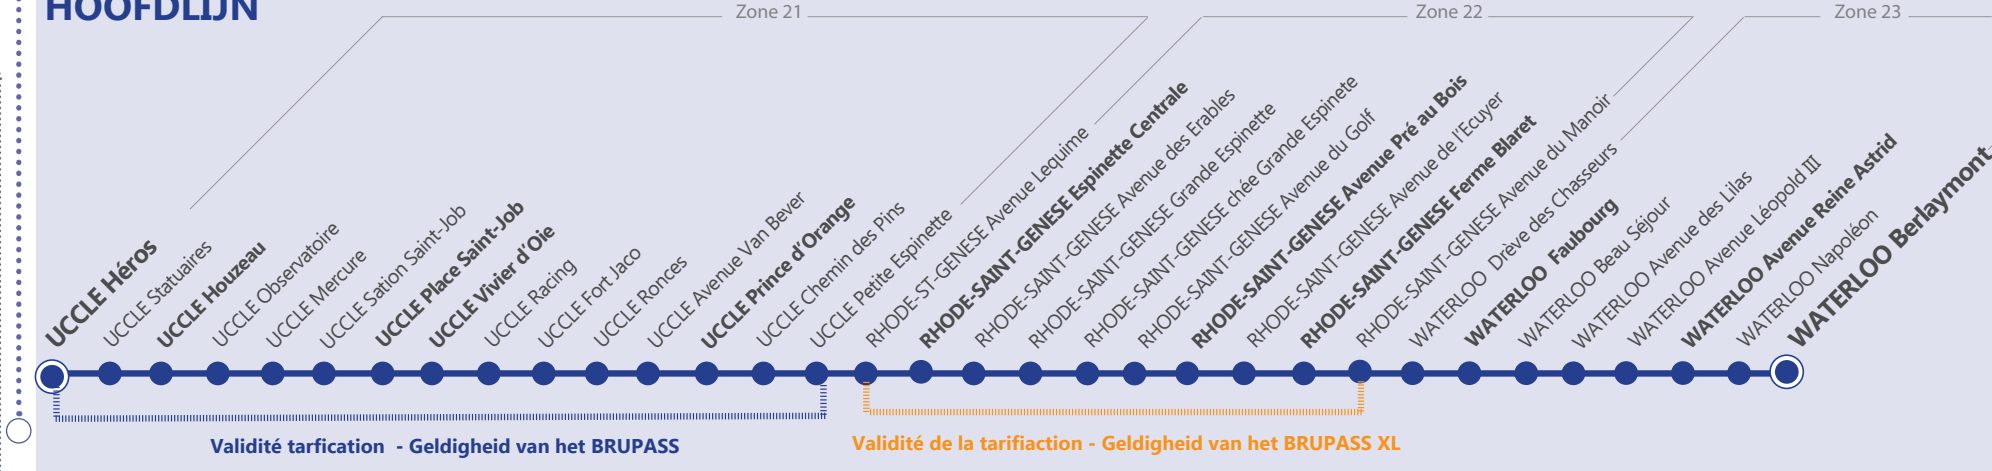 HOOFDLIJN
Zone 21
Zone 22
Zone 23
UCCLE Héros
UCCLE Statuaires
UCCLE Houzeau
UCCLE Observatoire
UCCLE Mercure
UCCLE Sation Saint-Job
UCCLE Place Saint-Job
UCCLE Vivier d'Oie
UCCLE Racing
UCCLE Fort Jaco
UCCLE Ronces
UCCLE Avenue Van Bever
UCCLE Prince d'Orange
UCCLE Chemin des Pins
UCCLE Petite Espinette
RHODE-ST-GENESE Avenue Lequime
RHODE-SAINT-GENESE Espinette Centrale
RHODE-SAINT-GENESE Avenue des Erables
RHODE-SAINT-GENESE Grande Espinette
RHODE-SAINT-GENESE chée Grande Espinete
RHODE-SAINT-GENESE Avenue du Golf
RHODE-SAINT-GENESE Avenue Pré au Bois
RHODE-SAINT-GENESE Avenue de l'Ecuyer
RHODE-SAINT-GENESE Ferme Blaret
RHODE-SAINT-GENESE Avenue du Manoir
WATERLOO Drève des Chasseurs
WATERLOO Faubourg
WATERLOO Beau Séjour
WATERLOO Avenue des Lilas
WATERLOO Avenue Léopold III
WATERLOO Avenue Reine Astrid
WATERLOO Napoléon
WATERLOO Berlaymont
Validité tarfication - Geldigheid van het BRUPASS
Validité de la tarifiaction - Geldigheid van het BRUPASS XL